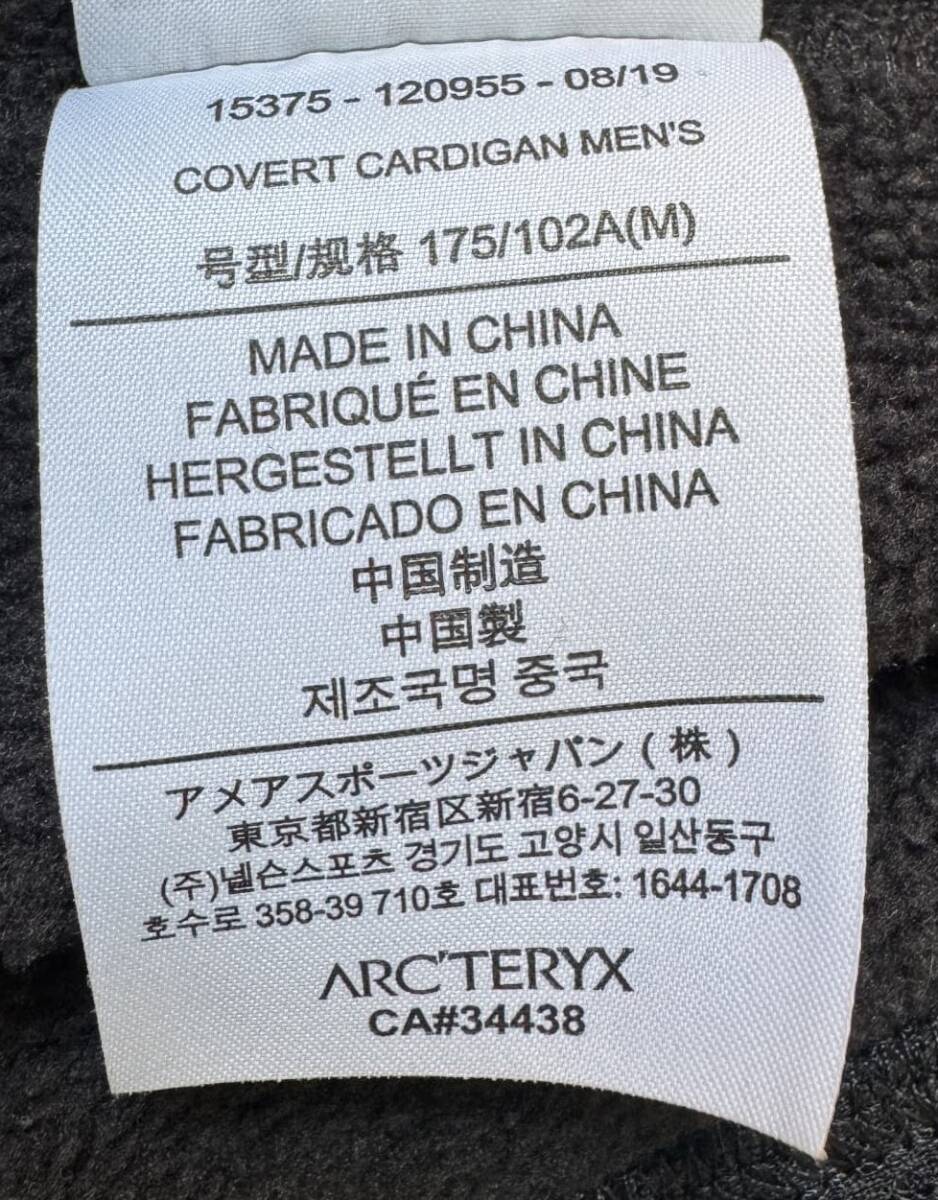 15375 - 120955 - 08/19
COVERT CARDIGAN MEN'S
号型/规格 175/102A(M)
MADE IN CHINA
FABRIQUÉ EN CHINE
HERGESTELLT IN CHINA
FABRICADO EN CHINA
中国制造
中国製
제조국명 중국
アメアスポーツジャパン(株)
東京都新宿区新宿6-27-30
(주)넬슨스포츠 경기도 고양시 일산동구
호수로 358-39 710호 대표번호: 1644-1708
ARC'TERYX
CA#34438